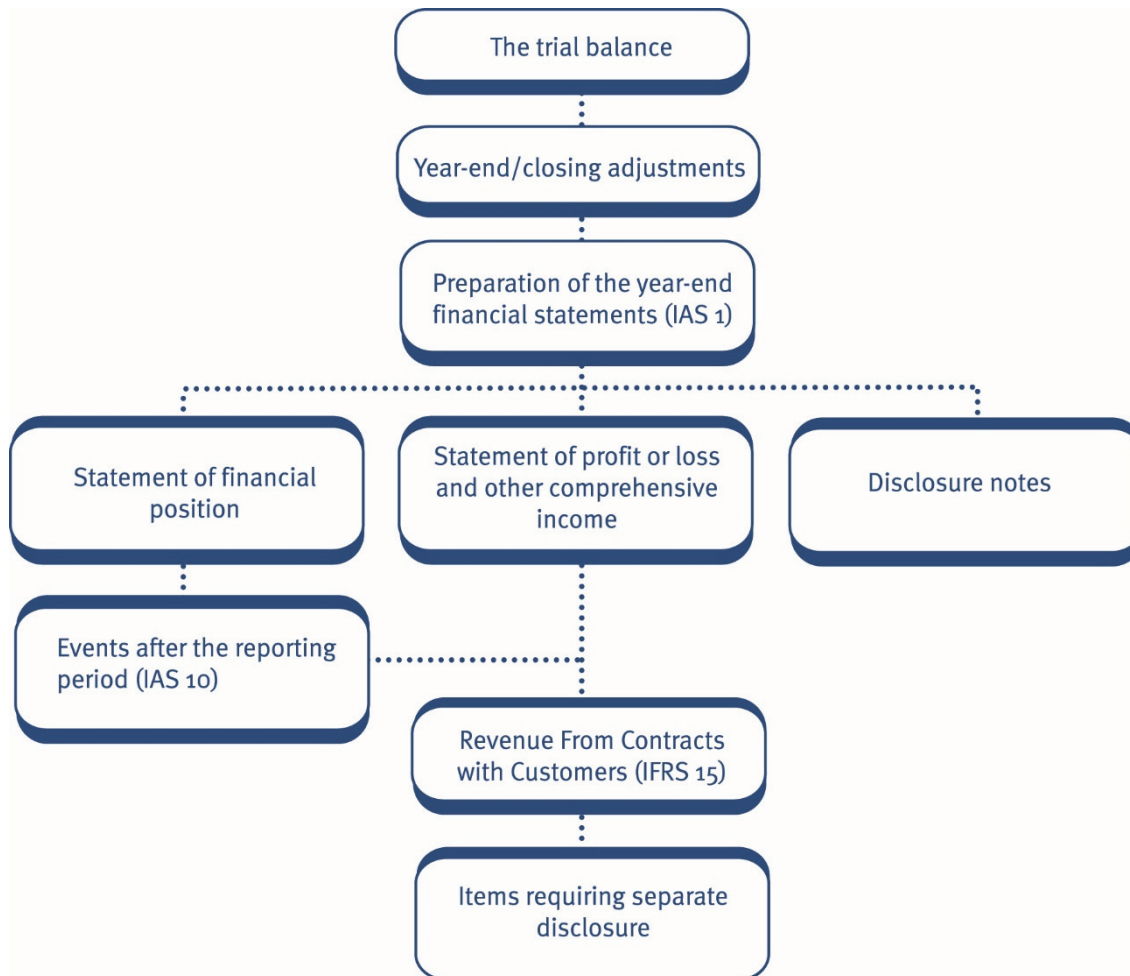 The trial balance
Year-end/closing adjustments
Preparation of the year-end
financial statements (IAS 1)
Statement of financial
position
Statement of profit or loss
and other comprehensive
income
Disclosure notes
Events after the reporting
period (IAS 10)
Revenue From Contracts
with Customers (IFRS 15)
Items requiring separate
disclosure